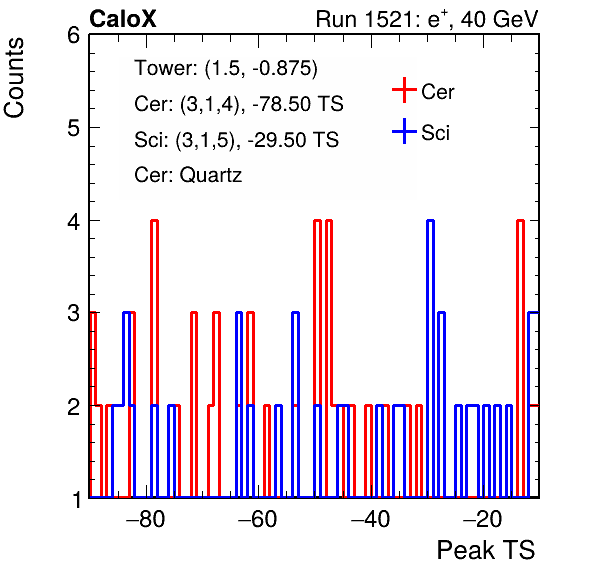 CaloX Run 1521: e+, 40 GeV
Counts
Tower: (1.5, -0.875)
Cer: (3,1,4), -78.50 TS
Sci: (3,1,5), -29.50 TS
Cer: Quartz
Cer
Sci
6
5
4
3
2
1
−80 −60 −40 −20
Peak TS